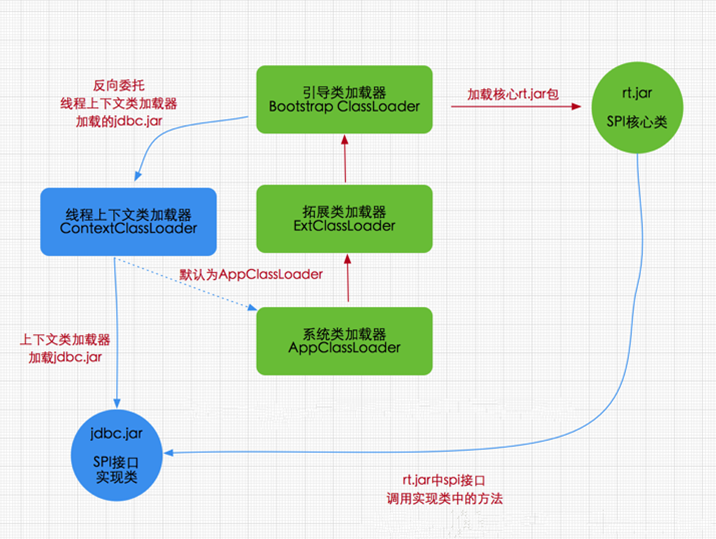 反向委托
线程上下文类加载器
加载的jdbc.jar
引导类加载器
Bootstrap ClassLoader
加载核心rt.jar包
rt.jar
SPI核心类
线程上下文类加载器
ContextClassLoader
拓展类加载器
ExtClassLoader
默认为AppClassLoader
系统类加载器
AppClassLoader
上下文类加载器
加载jdbc.jar
jdbc.jar
SPI接口
实现类
rt.jar中spi接口
调用实现类中的方法